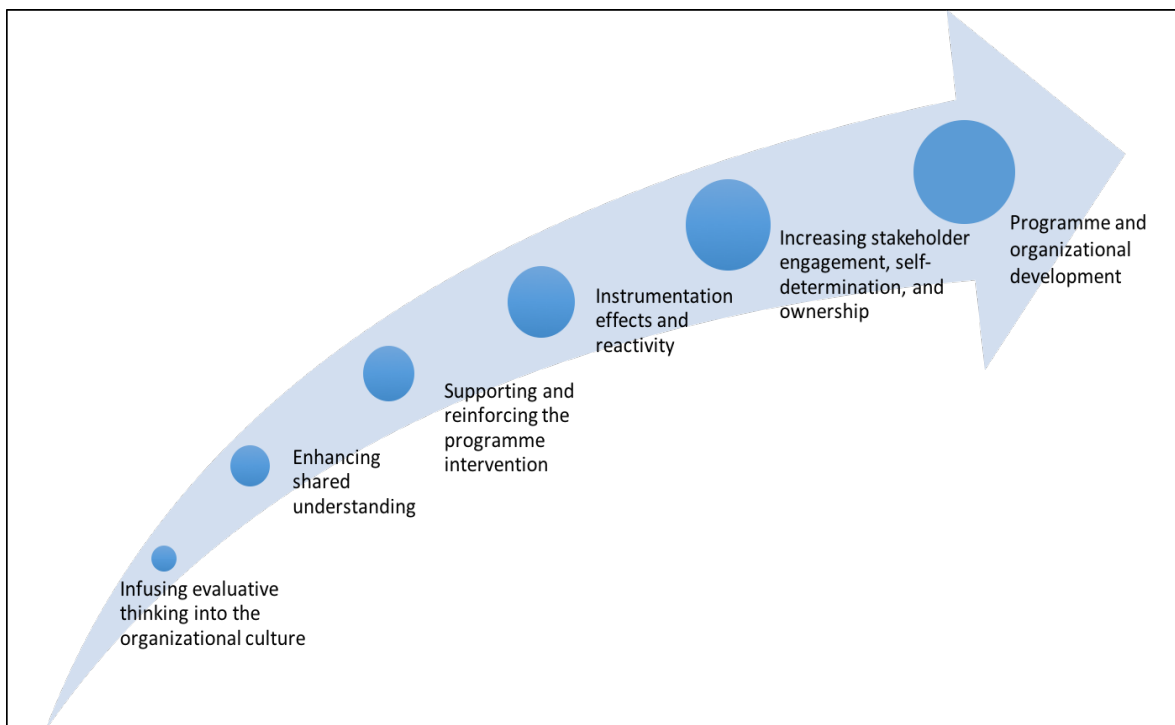 Infusing evaluative
thinking into the
organizational culture
Enhancing
shared
understanding
Supporting and
reinforcing the
programme
intervention
Instrumentation
effects and
reactivity
Increasing stakeholder
engagement, self-
determination, and
ownership
Programme and
organizational
development